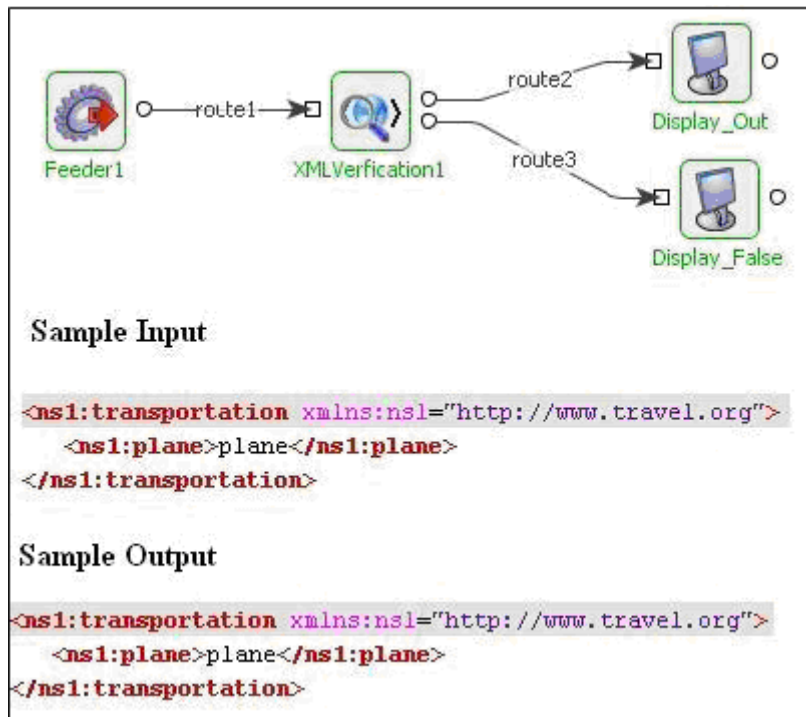 route1
route2
route3
Feeder1
XMLVerfication1
Display_Out
Display_False
Sample Input
<ns1:transportation xmlns:nsl="http://www.travel.org">
<ns1:plane>plane</ns1:plane>
</ns1:transportation>
Sample Output
<ns1:transportation xmlns:nsl="http://www.travel.org">
<ns1:plane>plane</ns1:plane>
</ns1:transportation>